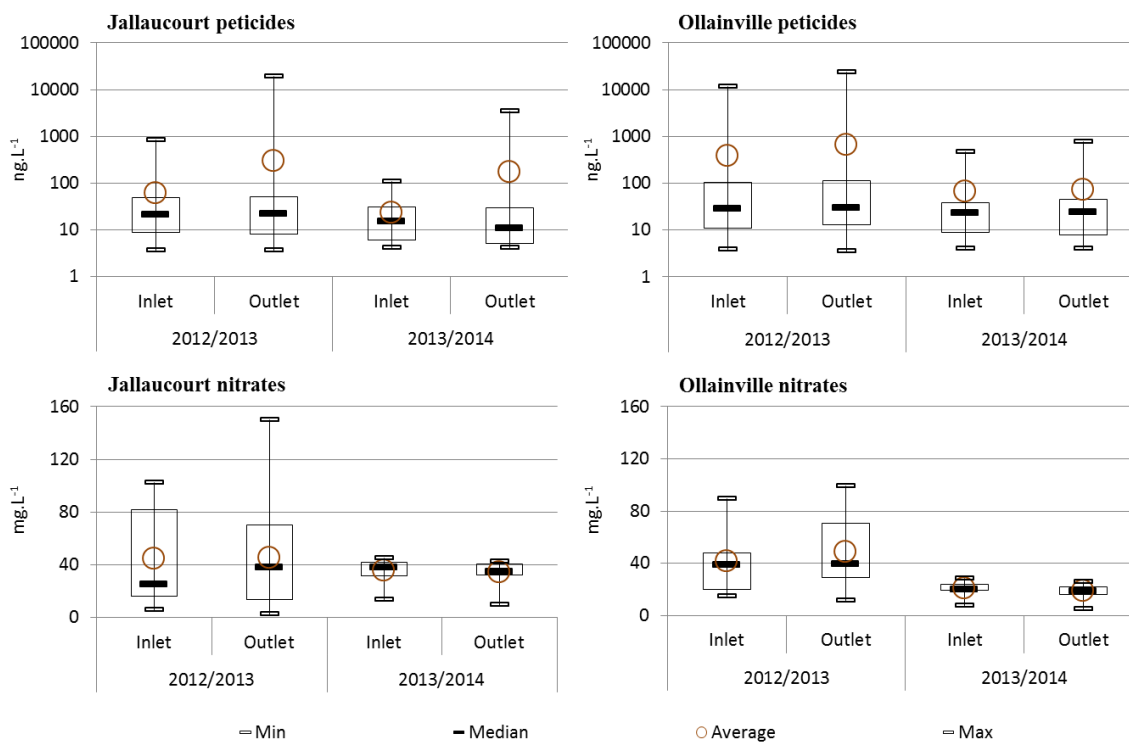 Jallaucourt peticides
100000
10000
1000
100
10
1
ng.L-1
Inlet Outlet Inlet Outlet
2012/2013 2013/2014
Ollainville peticides
100000
10000
1000
100
10
1
ng.L-1
Inlet Outlet Inlet Outlet
2012/2013 2013/2014
Jallaucourt nitrates
160
120
80
40
0
mg.L-1
Inlet Outlet Inlet Outlet
2012/2013 2013/2014
Ollainville nitrates
160
120
80
40
0
mg.L-1
Inlet Outlet Inlet Outlet
2012/2013 2013/2014
Min Median Average Max